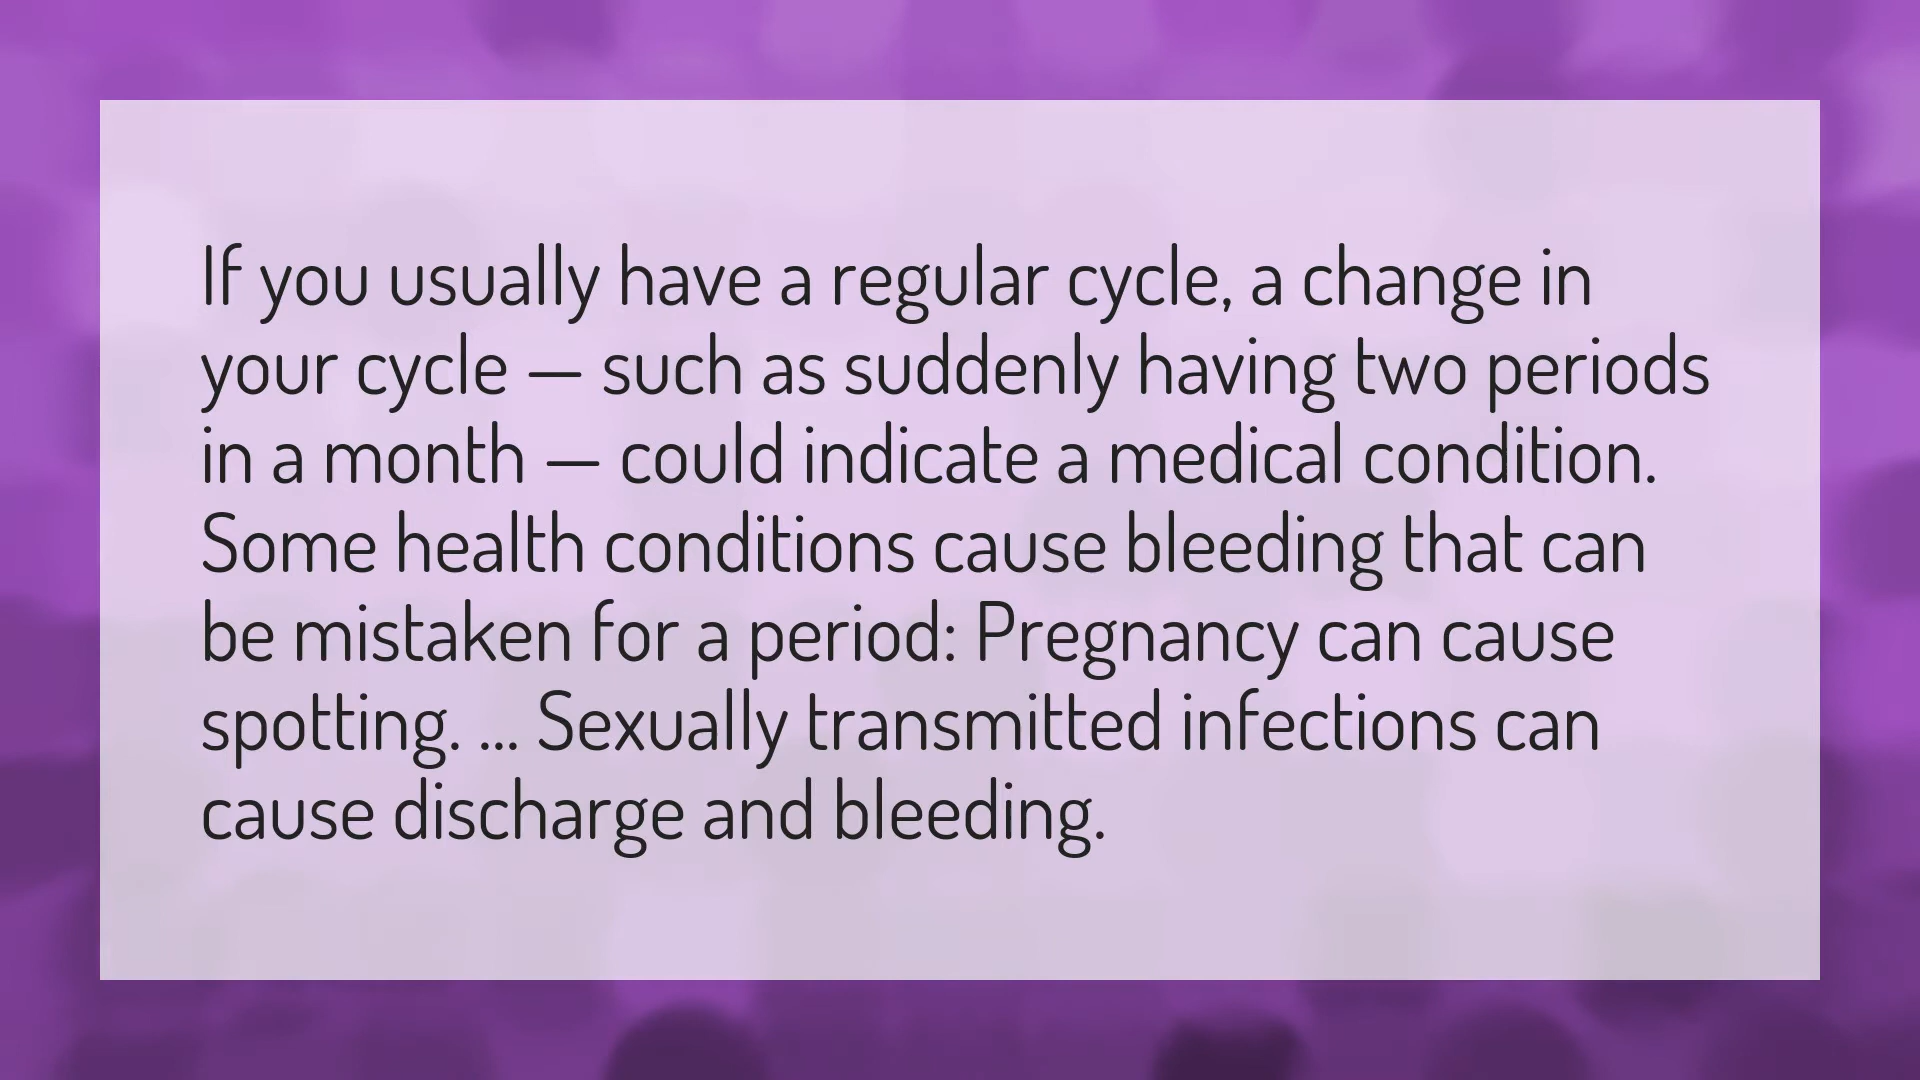 If you usually have a regular cycle, a change in
your cycle — such as suddenly having two periods
in a month — could indicate a medical condition.
Some health conditions cause bleeding that can
be mistaken for a period: Pregnancy can cause
spotting. ... Sexually transmitted infections can
cause discharge and bleeding.